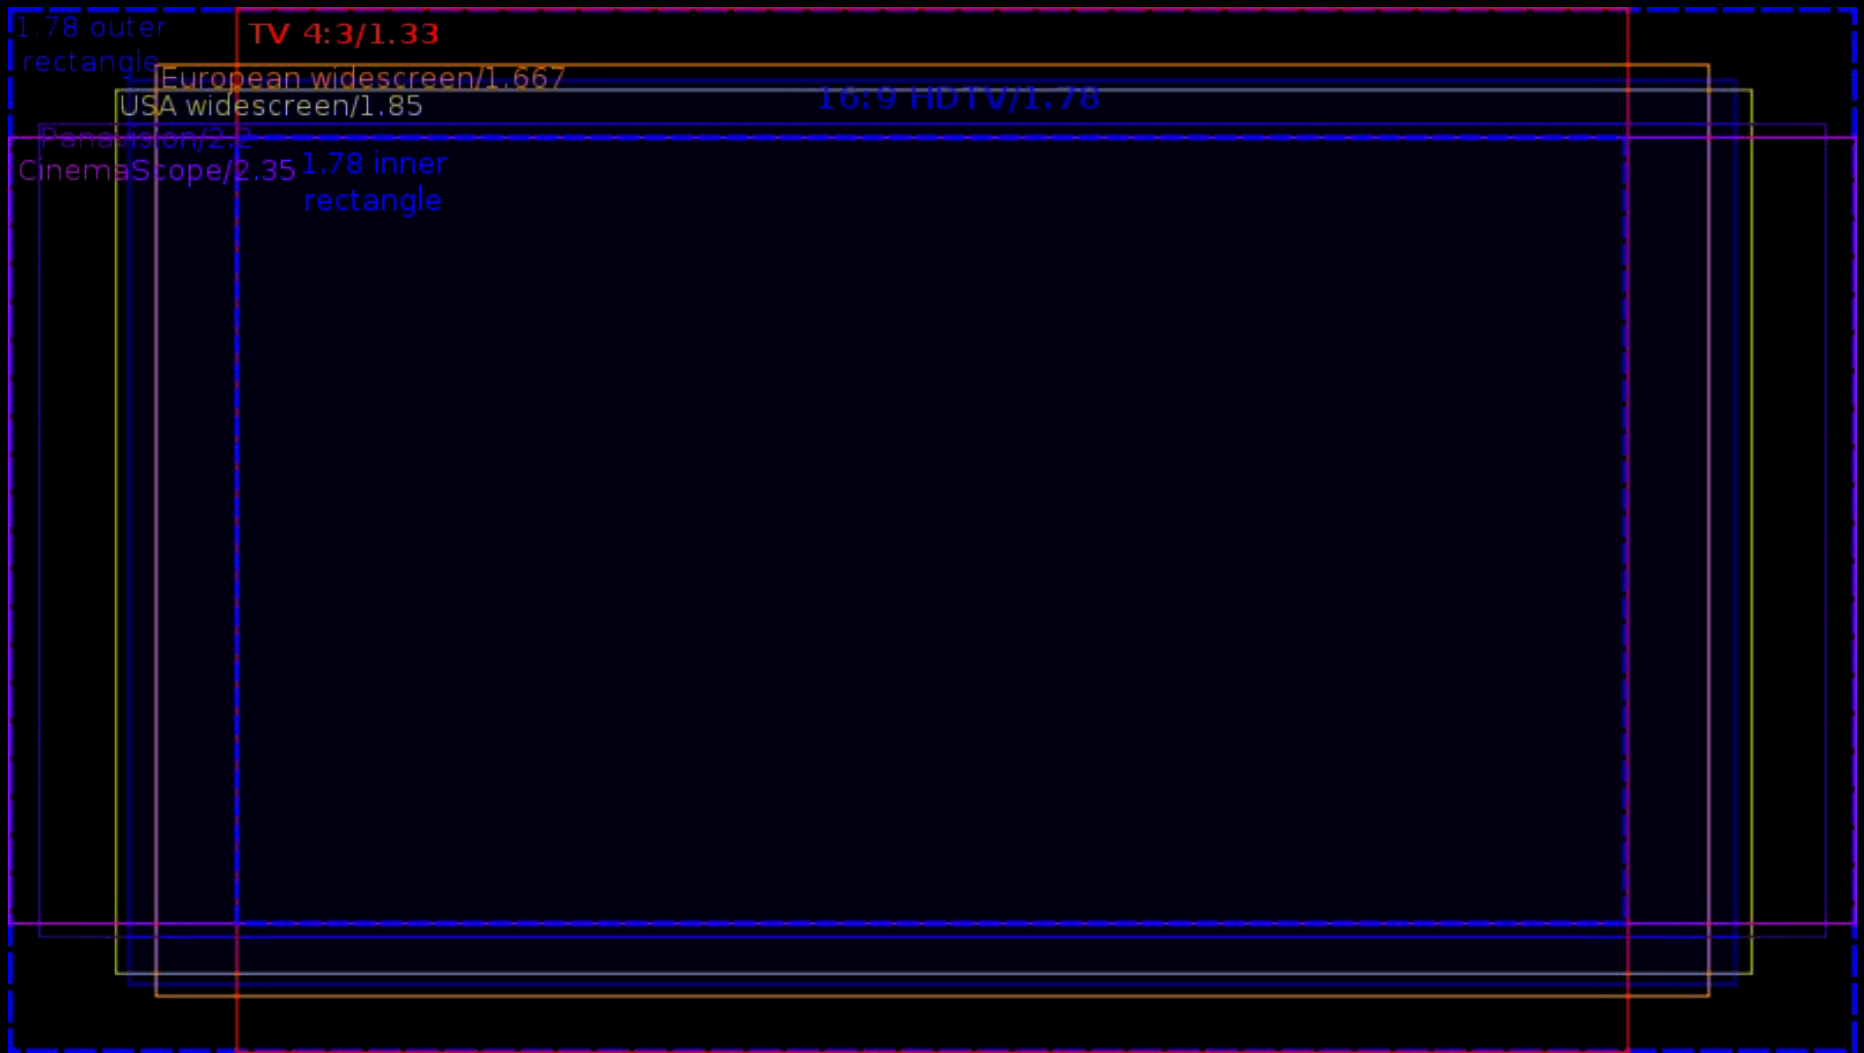 1.78 outer
rectangle
TV 4:3/1.33
European widescreen/1.667
USA widescreen/1.85
16:9 HDTV/1.78
Panavision/2.2
CinemaScope/2.35
1.78 inner
rectangle